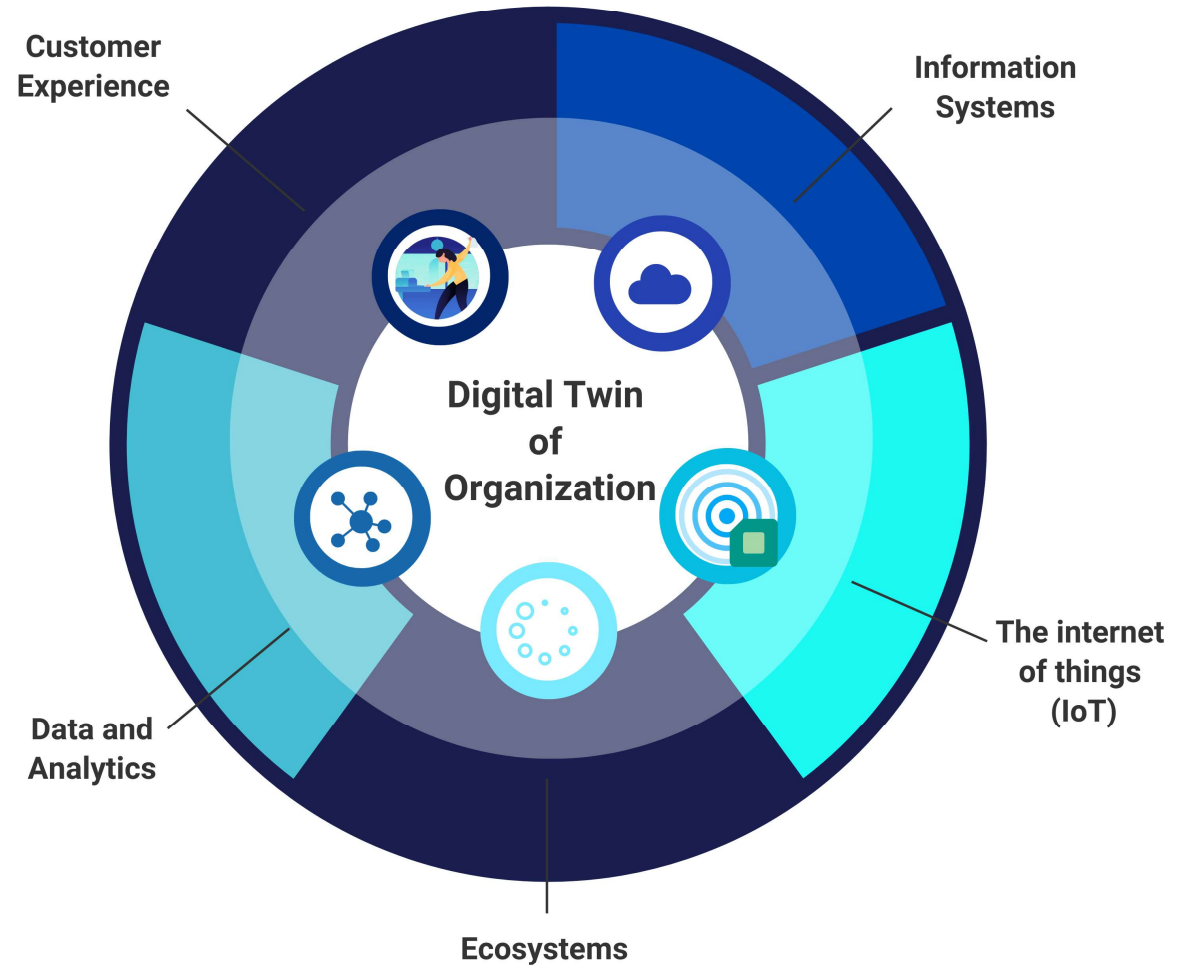 Customer
Experience
Information
Systems
Digital Twin
of
Organization
The internet
of things
(IoT)
Data and
Analytics
Ecosystems